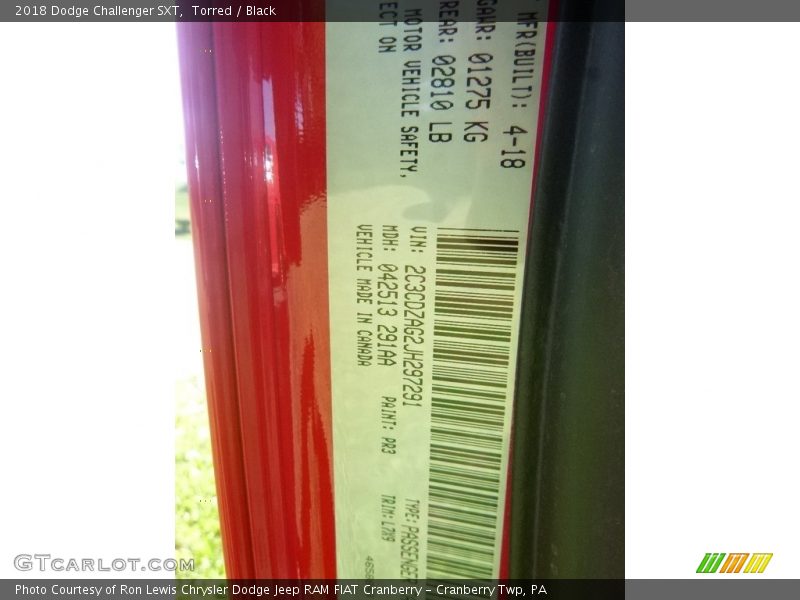 2018 Dodge Challenger SXT,  Torred / Black
MFR(BUILT): 4-18
GAWR: 01275 KG
REAR: 02810 LB
MOTOR VEHICLE SAFETY,
ECT ON
VIN: 2C3CDZAG2JH297291
MDH: 042513 291AA
VEHICLE MADE IN CANADA
PAINT: PR3
TYPE: PASSENGER
TRIM: L7X9
GTCARLOT.COM
Photo Courtesy of Ron Lewis Chrysler Dodge Jeep RAM FIAT Cranberry - Cranberry Twp, PA